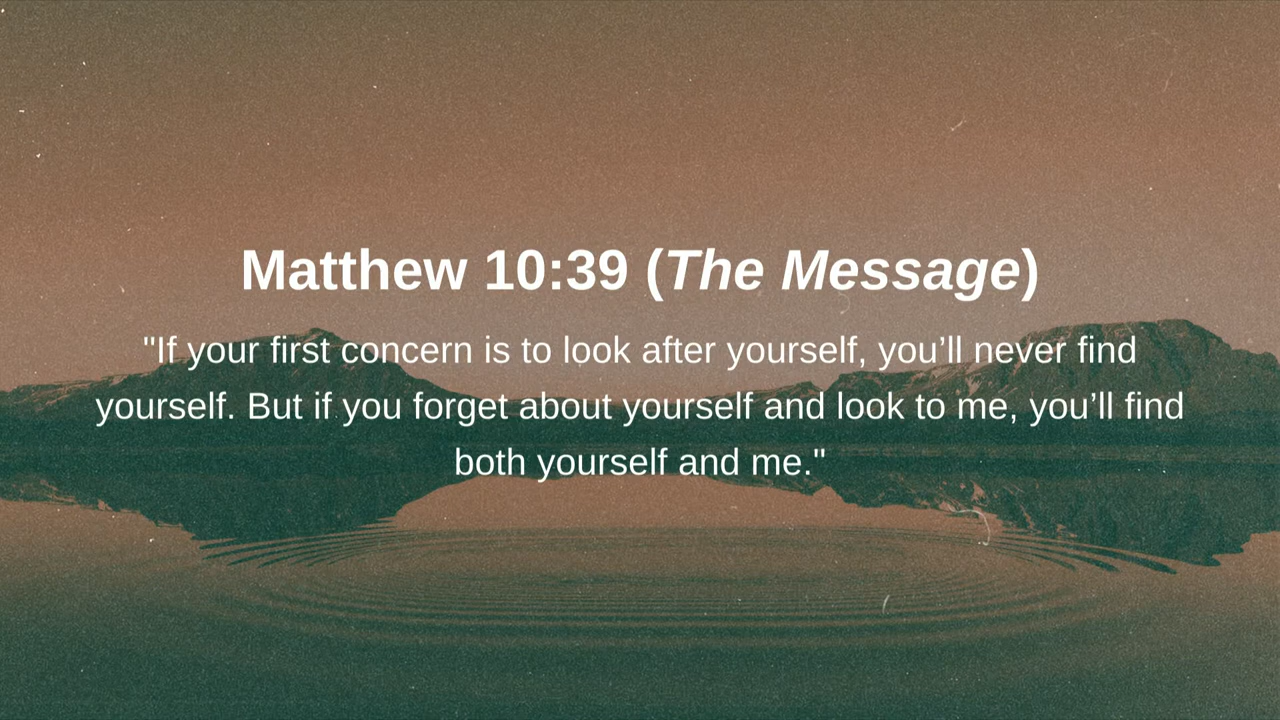 Matthew 10:39 (The Message)
"If your first concern is to look after yourself, you’ll never find
yourself. But if you forget about yourself and look to me, you’ll find
both yourself and me."